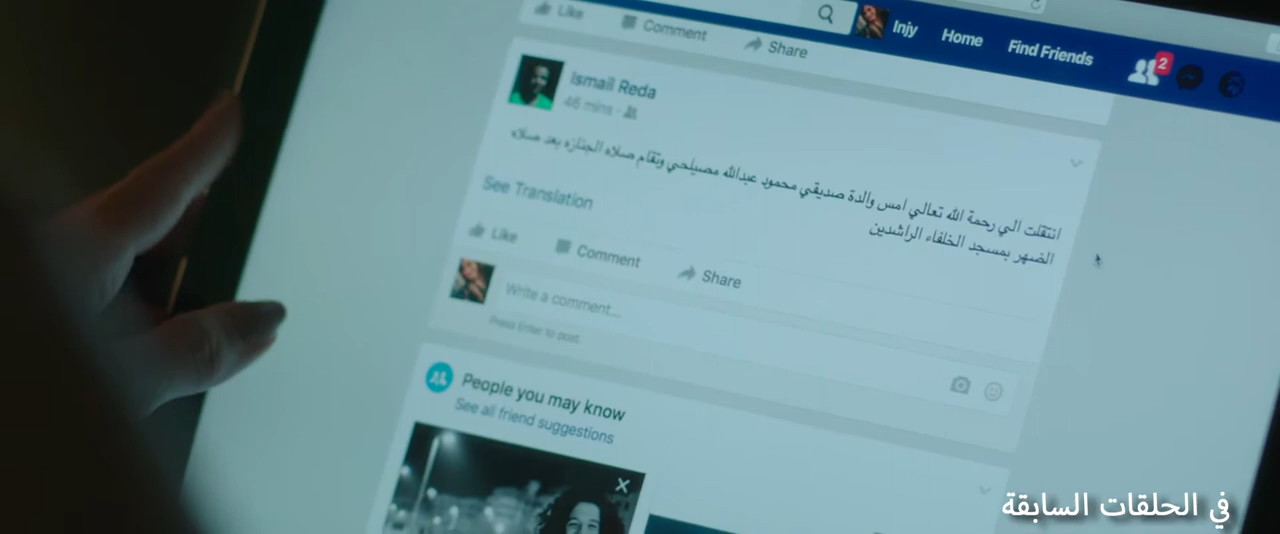 Injy
Home
Find Friends
2
Like
Comment
Share
Ismail Reda
46 mins
انتقلت الي رحمة الله تعالي امس والدة صديقي محمود عبدالله مصيلحي وتقام صلاه الجنازه بعد صلاه
الضهر بمسجد الخلفاء الراشدين
See Translation
Like
Comment
Share
Write a comment...
Press Enter to post.
People you may know
See all friend suggestions
في الحلقات السابقة